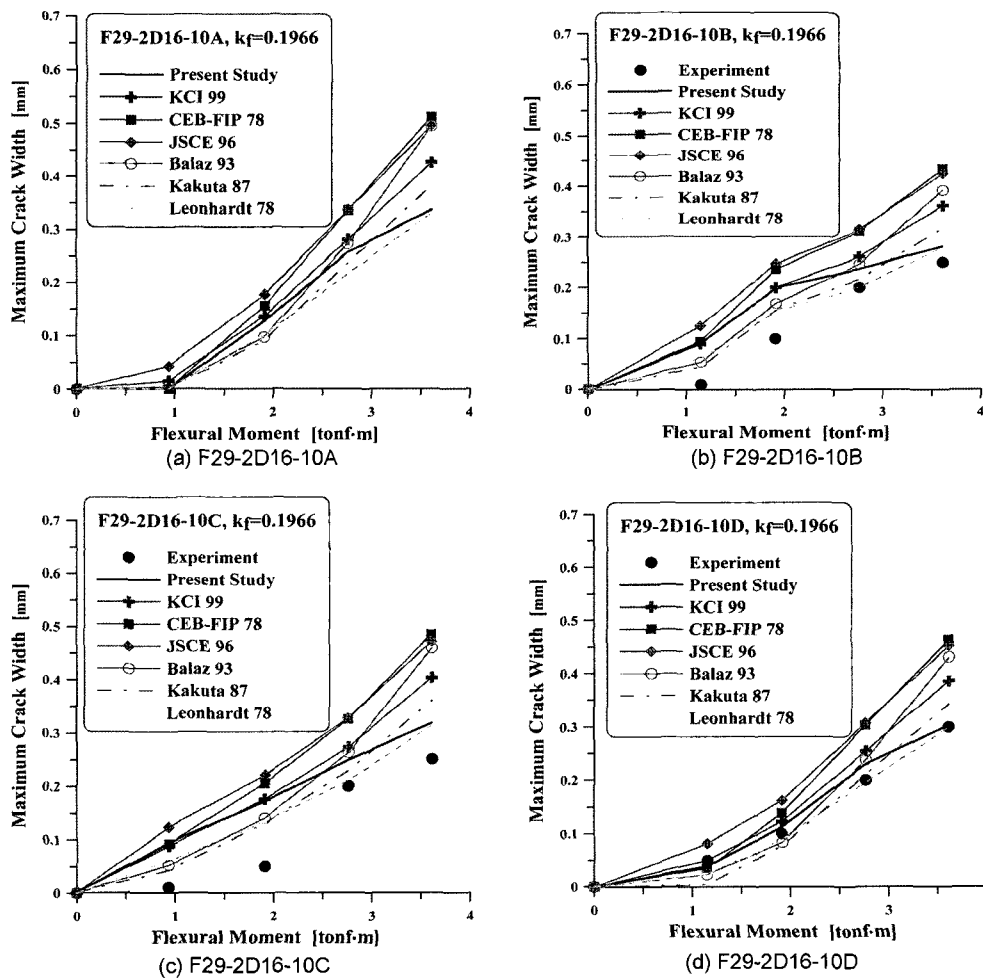 0.7
0.6
0.5
0.4
0.3
0.2
0.1
0
Maximum Crack Width [mm]
F29-2D16-10A, kf=0.1966
Present Study
KCI 99
CEB-FIP 78
JSCE 96
Balaz 93
Kakuta 87
Leonhardt 78
0 1 2 3 4
Flexural Moment [tonf·m]
(a) F29-2D16-10A
0.7
0.6
0.5
0.4
0.3
0.2
0.1
0
Maximum Crack Width [mm]
F29-2D16-10B, kf=0.1966
Experiment
Present Study
KCI 99
CEB-FIP 78
JSCE 96
Balaz 93
Kakuta 87
Leonhardt 78
0 1 2 3 4
Flexural Moment [tonf·m]
(b) F29-2D16-10B
0.7
0.6
0.5
0.4
0.3
0.2
0.1
0
Maximum Crack Width [mm]
F29-2D16-10C, kf=0.1966
Experiment
Present Study
KCI 99
CEB-FIP 78
JSCE 96
Balaz 93
Kakuta 87
Leonhardt 78
0 1 2 3 4
Flexural Moment [tonf·m]
(c) F29-2D16-10C
0.7
0.6
0.5
0.4
0.3
0.2
0.1
0
Maximum Crack Width [mm]
F29-2D16-10D, kf=0.1966
Experiment
Present Study
KCI 99
CEB-FIP 78
JSCE 96
Balaz 93
Kakuta 87
Leonhardt 78
0 1 2 3 4
Flexural Moment [tonf·m]
(d) F29-2D16-10D